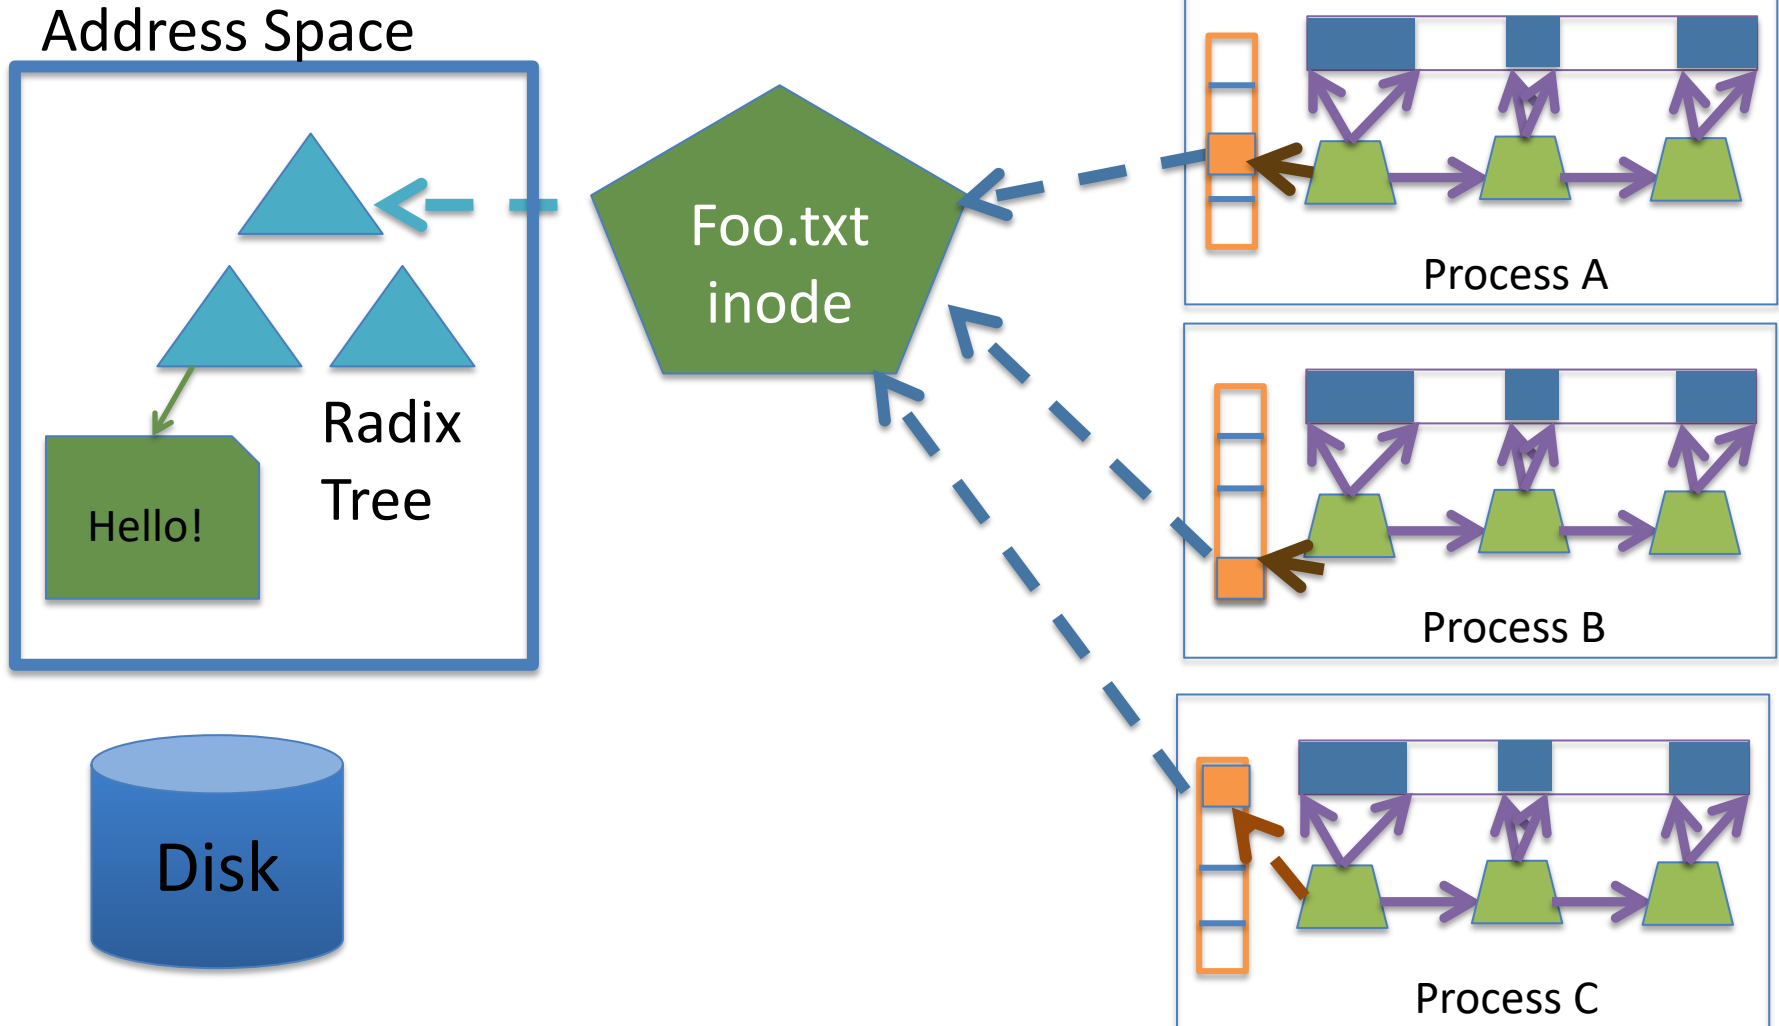 Address Space
Foo.txt
inode
Radix
Tree
Hello!
Disk
Process A
Process B
Process C